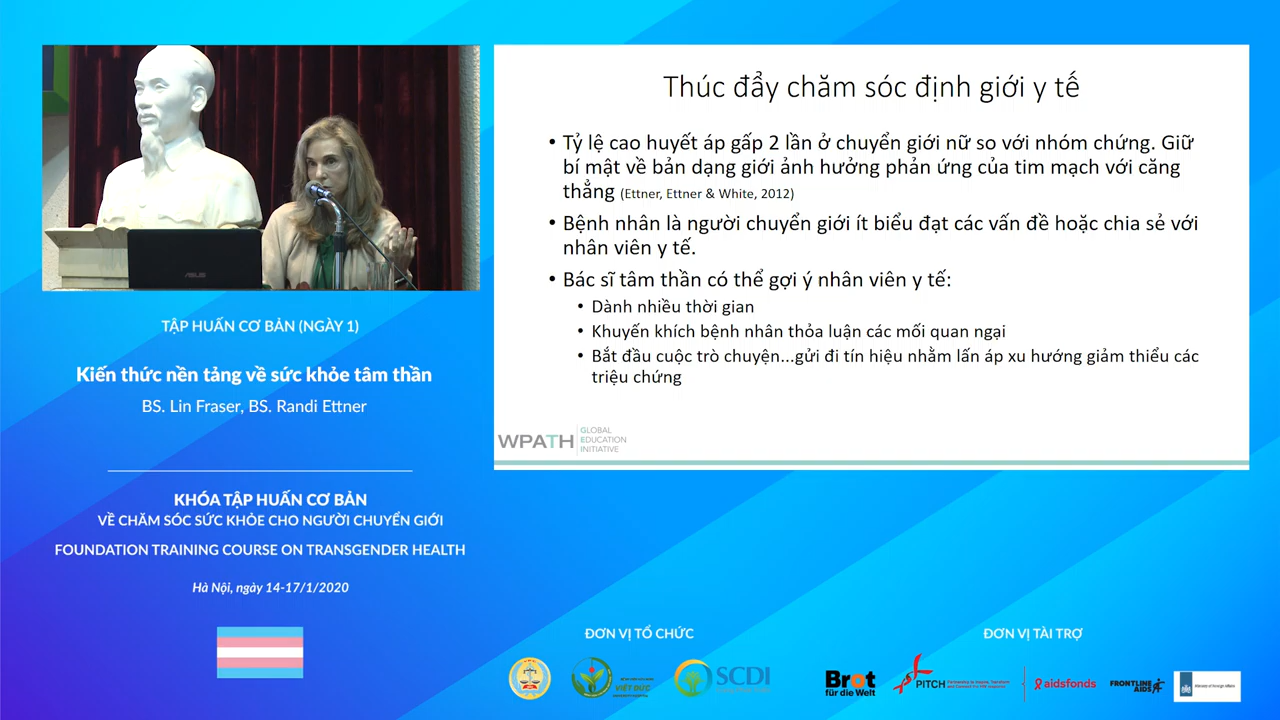 ASUS
TẬP HUẤN CƠ BẢN (NGÀY 1)
Kiến thức nền tảng về sức khỏe tâm thần
BS. Lin Fraser, BS. Randi Ettner
KHÓA TẬP HUẤN CƠ BẢN
VỀ CHĂM SÓC SỨC KHỎE CHO NGƯỜI CHUYỂN GIỚI
FOUNDATION TRAINING COURSE ON TRANSGENDER HEALTH
Hà Nội, ngày 14-17/1/2020
Thúc đẩy chăm sóc định giới y tế
• Tỷ lệ cao huyết áp gấp 2 lần ở chuyển giới nữ so với nhóm chứng. Giữ
bí mật về bản dạng giới ảnh hưởng phản ứng của tim mạch với căng
thẳng (Ettner, Ettner & White, 2012)
• Bệnh nhân là người chuyển giới ít biểu đạt các vấn đề hoặc chia sẻ với
nhân viên y tế.
• Bác sĩ tâm thần có thể gợi ý nhân viên y tế:
• Dành nhiều thời gian
• Khuyến khích bệnh nhân thỏa luận các mối quan ngại
• Bắt đầu cuộc trò chuyện...gửi đi tín hiệu nhằm lấn áp xu hướng giảm thiểu các
triệu chứng
WPATH
GLOBAL
EDUCATION
INITIATIVE
ĐƠN VỊ TỔ CHỨC
VIỆT ĐỨC
SCDI
ĐƠN VỊ TÀI TRỢ
Brot
für die Welt
PITCH
aidsfonds
FRONTLINE
AIDS